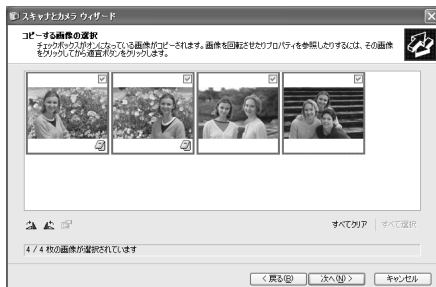 スキャナとカメラ ウィザード
コピーする画像の選択
チェックボックスがオンになっている画像がコピーされます。画像を回転させたりプロパティを参照したりするには、その画像
をクリックしてから適宜ボタンをクリックします。
すべてクリア すべて選択
4 / 4 枚の画像が選択されています
< 戻る(B) 次へ(N) > キャンセル